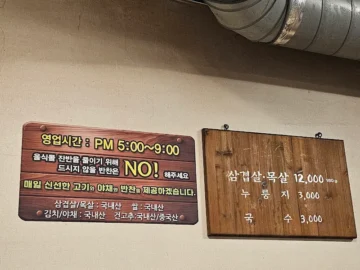 영업시간 : PM 5:00~9:00
음식물 잔반을 줄이기 위해
드시지 않을 반찬은 NO! 해주세요
매일 신선한 고기와 야채와 반찬을 제공하겠습니다.
삼겹살/목살 : 국내산 쌀 : 국내산
김치/야채 : 국내산 건고추:국내산/중국산
삼겹살·목살 12,000
누룽지 3,000
국수 3,000